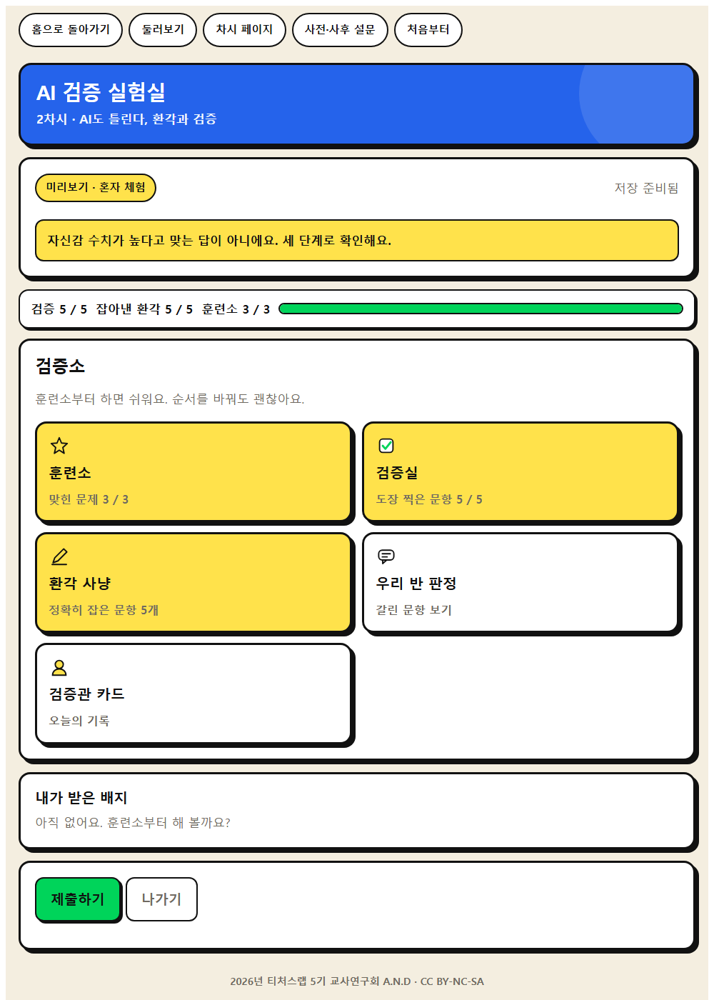 홈으로 돌아가기
둘러보기
차시 페이지
사전·사후 설문
처음부터
AI 검증 실험실
2차시 · AI도 틀린다, 환각과 검증
미리보기 · 혼자 체험
저장 준비됨
자신감 수치가 높다고 맞는 답이 아니에요. 세 단계로 확인해요.
검증 5 / 5 잡아낸 환각 5 / 5 훈련소 3 / 3
검증소
훈련소부터 하면 쉬워요. 순서를 바꿔도 괜찮아요.
훈련소
맞힌 문제 3 / 3
검증실
도장 찍은 문항 5 / 5
환각 사냥
정확히 잡은 문항 5개
우리 반 판정
갈린 문항 보기
검증관 카드
오늘의 기록
내가 받은 배지
아직 없어요. 훈련소부터 해 볼까요?
제출하기
나가기
2026년 티처스랩 5기 교사연구회 A.N.D · CC BY-NC-SA